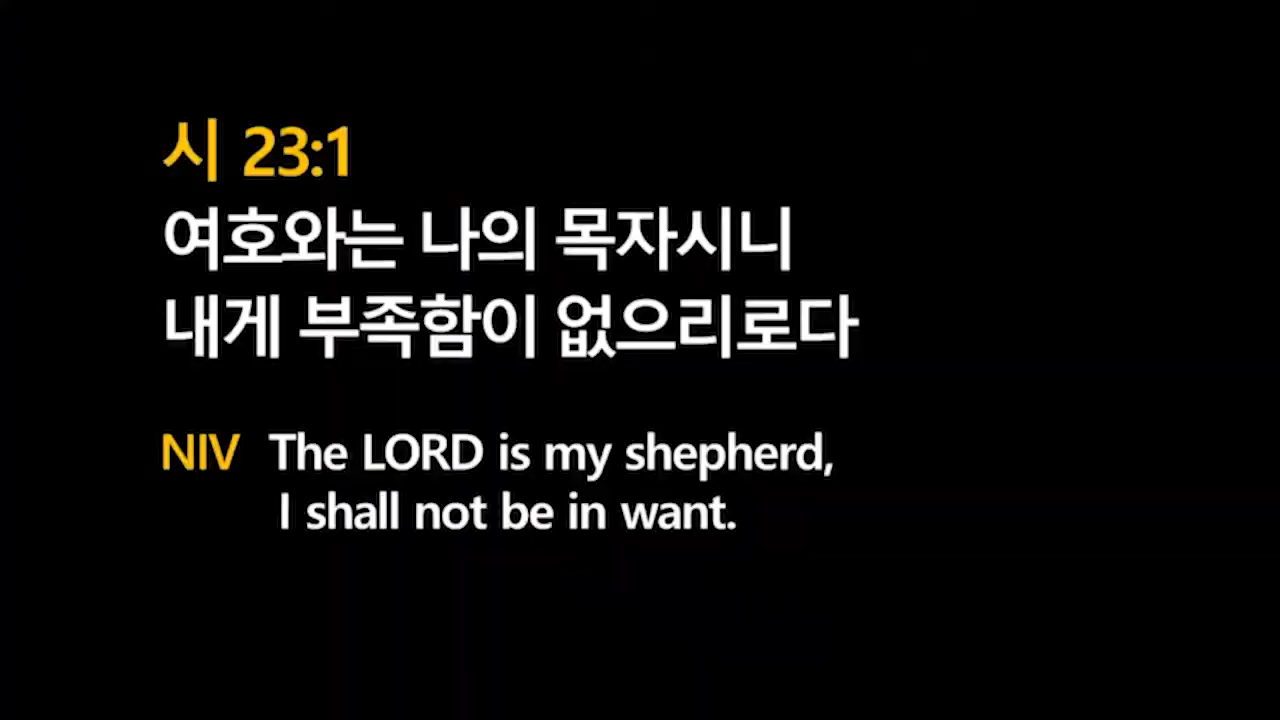 시 23:1
여호와는 나의 목자시니
내게 부족함이 없으리로다
NIV The LORD is my shepherd,
I shall not be in want.